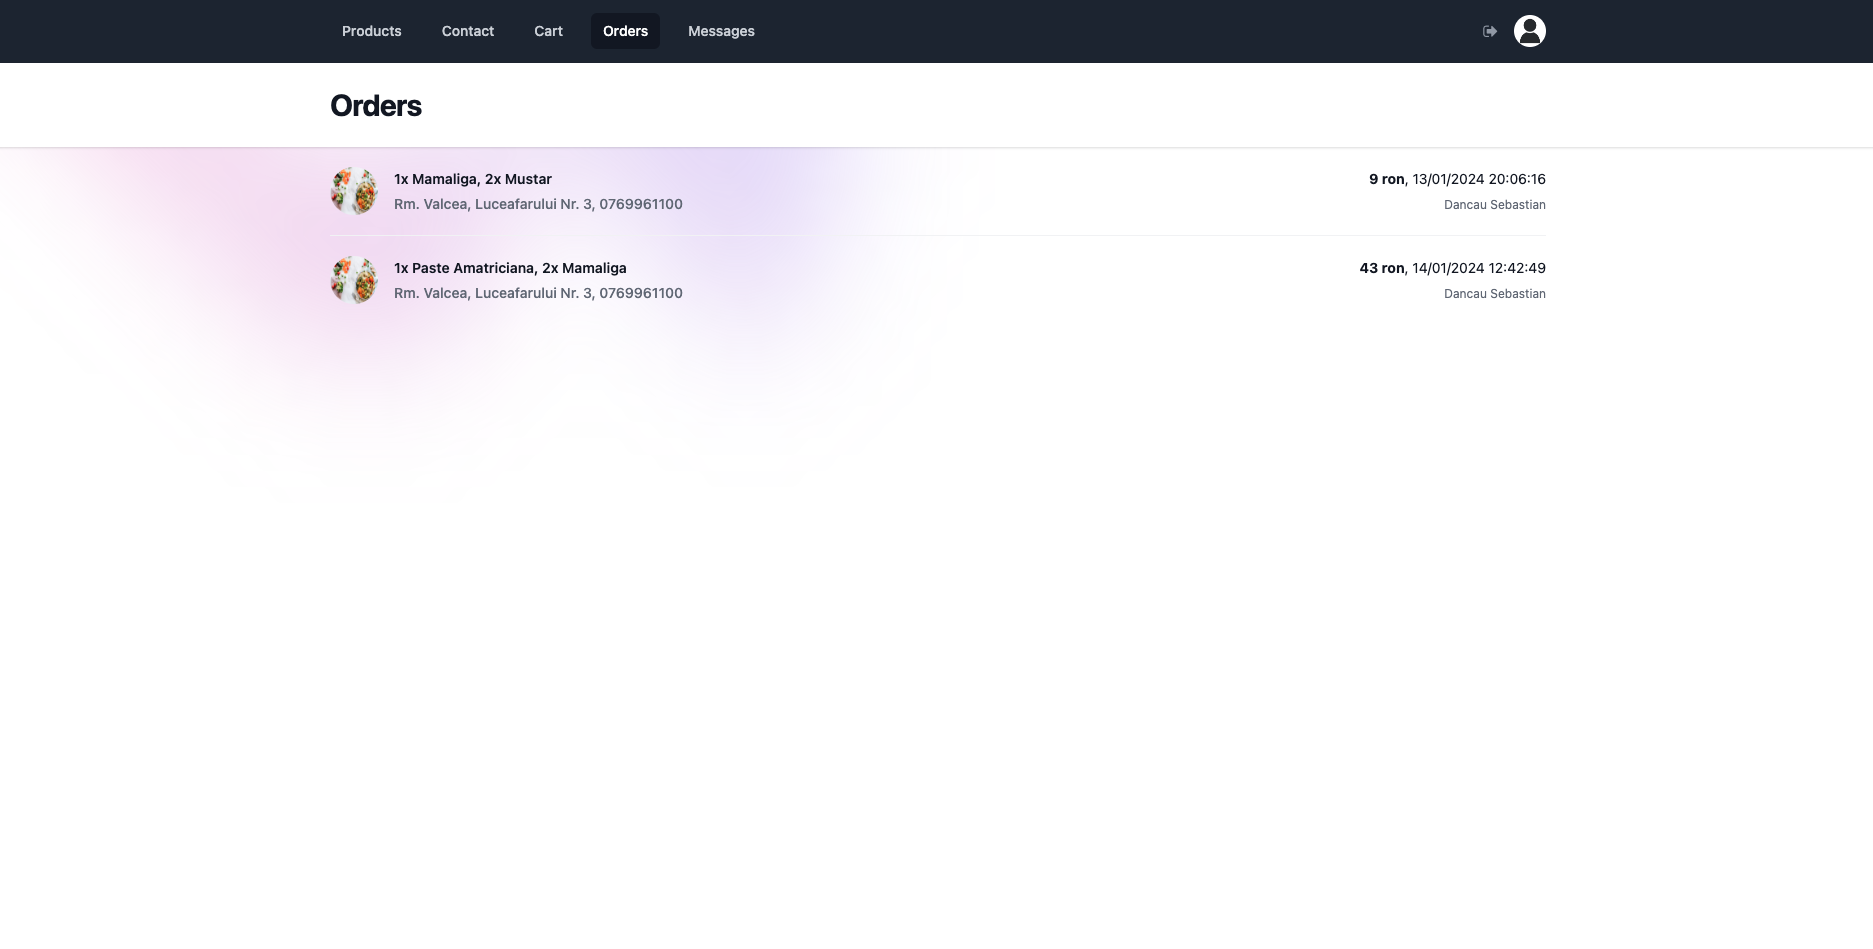 Products Contact Cart Orders Messages
Orders
1x Mamaliga, 2x Mustar
9 ron, 13/01/2024 20:06:16
Rm. Valcea, Luceafarului Nr. 3, 0769961100
Dancau Sebastian
1x Paste Amatriciana, 2x Mamaliga
43 ron, 14/01/2024 12:42:49
Rm. Valcea, Luceafarului Nr. 3, 0769961100
Dancau Sebastian